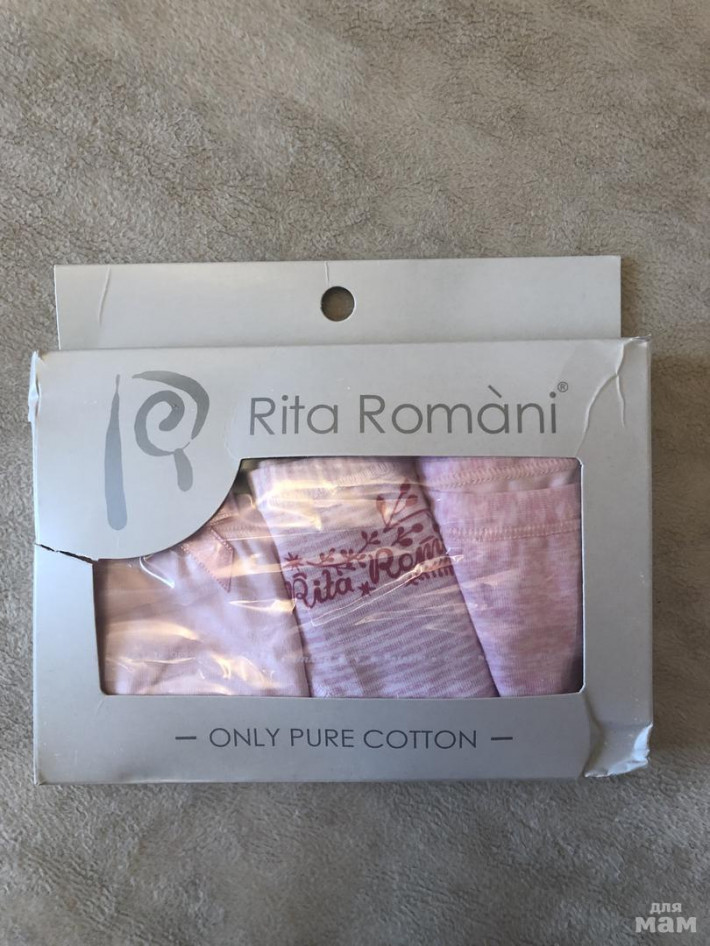 Rita Romàni®
Rita Rom
— ONLY PURE COTTON —
для
мам